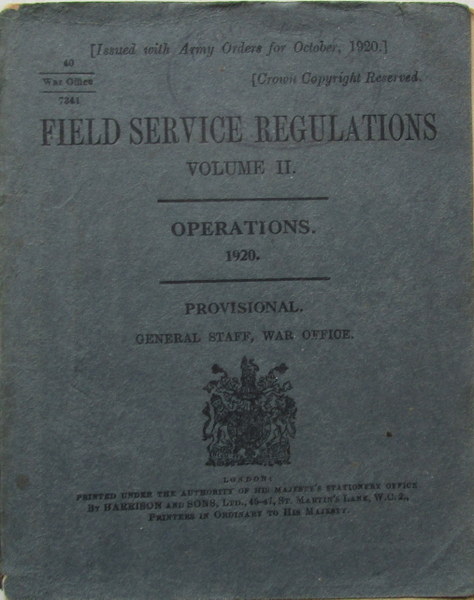 [Issued with Army Orders for October, 1920.]
40
War Office
7241
[Crown Copyright Reserved.
FIELD SERVICE REGULATIONS
VOLUME II.
OPERATIONS.
1920.
PROVISIONAL.
GENERAL STAFF, WAR OFFICE.
LONDON:
PRINTED UNDER THE AUTHORITY OF HIS MAJESTY'S STATIONERY OFFICE
By HARRISON AND SONS, Ltd., 45-47, St. Martin's Lane, W.C. 2.,
Printers in Ordinary to His Majesty.